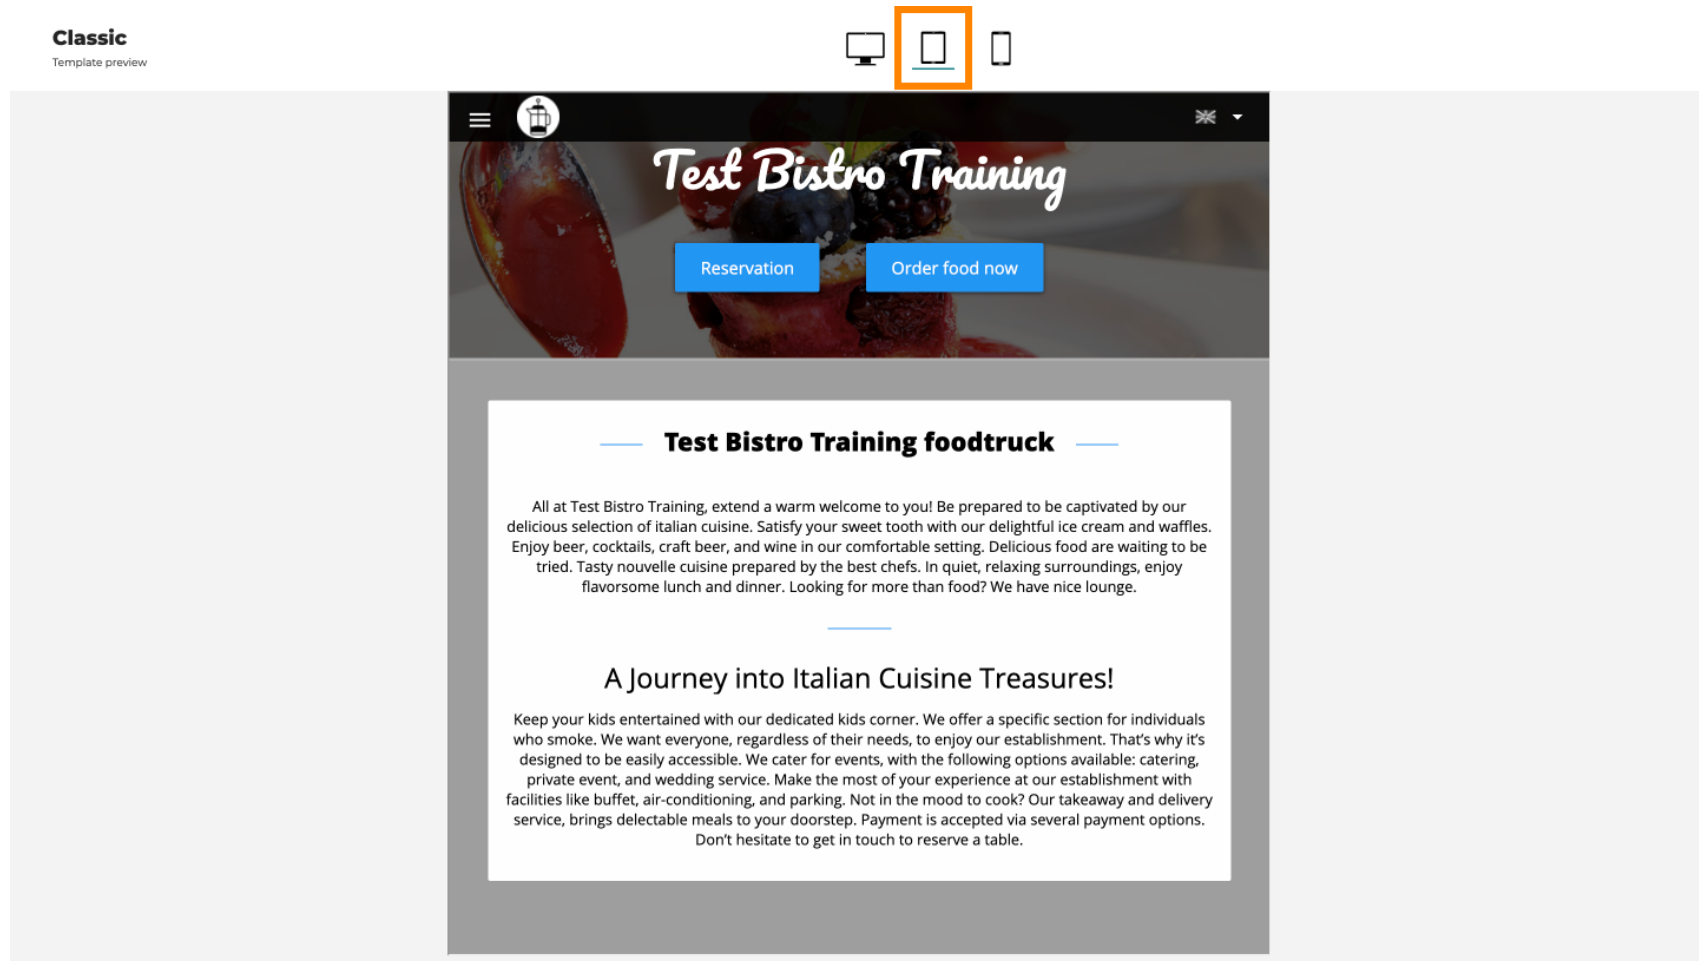 Classic
Template preview
Test Bistro Training
Reservation
Order food now
Test Bistro Training foodtruck
All at Test Bistro Training, extend a warm welcome to you! Be prepared to be captivated by our
delicious selection of italian cuisine. Satisfy your sweet tooth with our delightful ice cream and waffles.
Enjoy beer, cocktails, craft beer, and wine in our comfortable setting. Delicious food are waiting to be
tried. Tasty nouvelle cuisine prepared by the best chefs. In quiet, relaxing surroundings, enjoy
flavorsome lunch and dinner. Looking for more than food? We have nice lounge.
A Journey into Italian Cuisine Treasures!
Keep your kids entertained with our dedicated kids corner. We offer a specific section for individuals
who smoke. We want everyone, regardless of their needs, to enjoy our establishment. That's why it's
designed to be easily accessible. We cater for events, with the following options available: catering,
private event, and wedding service. Make the most of your experience at our establishment with
facilities like buffet, air-conditioning, and parking. Not in the mood to cook? Our takeaway and delivery
service, brings delectable meals to your doorstep. Payment is accepted via several payment options.
Don't hesitate to get in touch to reserve a table.